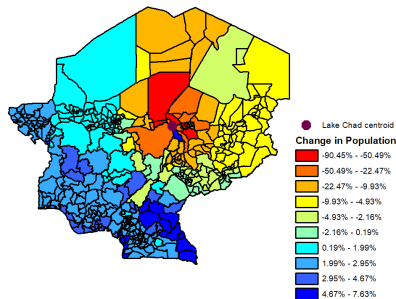 Lake Chad centroid
Change in Population
-90.45% - -50.49%
-50.49% - -22.47%
-22.47% - -9.93%
-9.93% - -4.93%
-4.93% - -2.16%
-2.16% - 0.19%
0.19% - 1.99%
1.99% - 2.95%
2.95% - 4.67%
4.67% - 7.63%